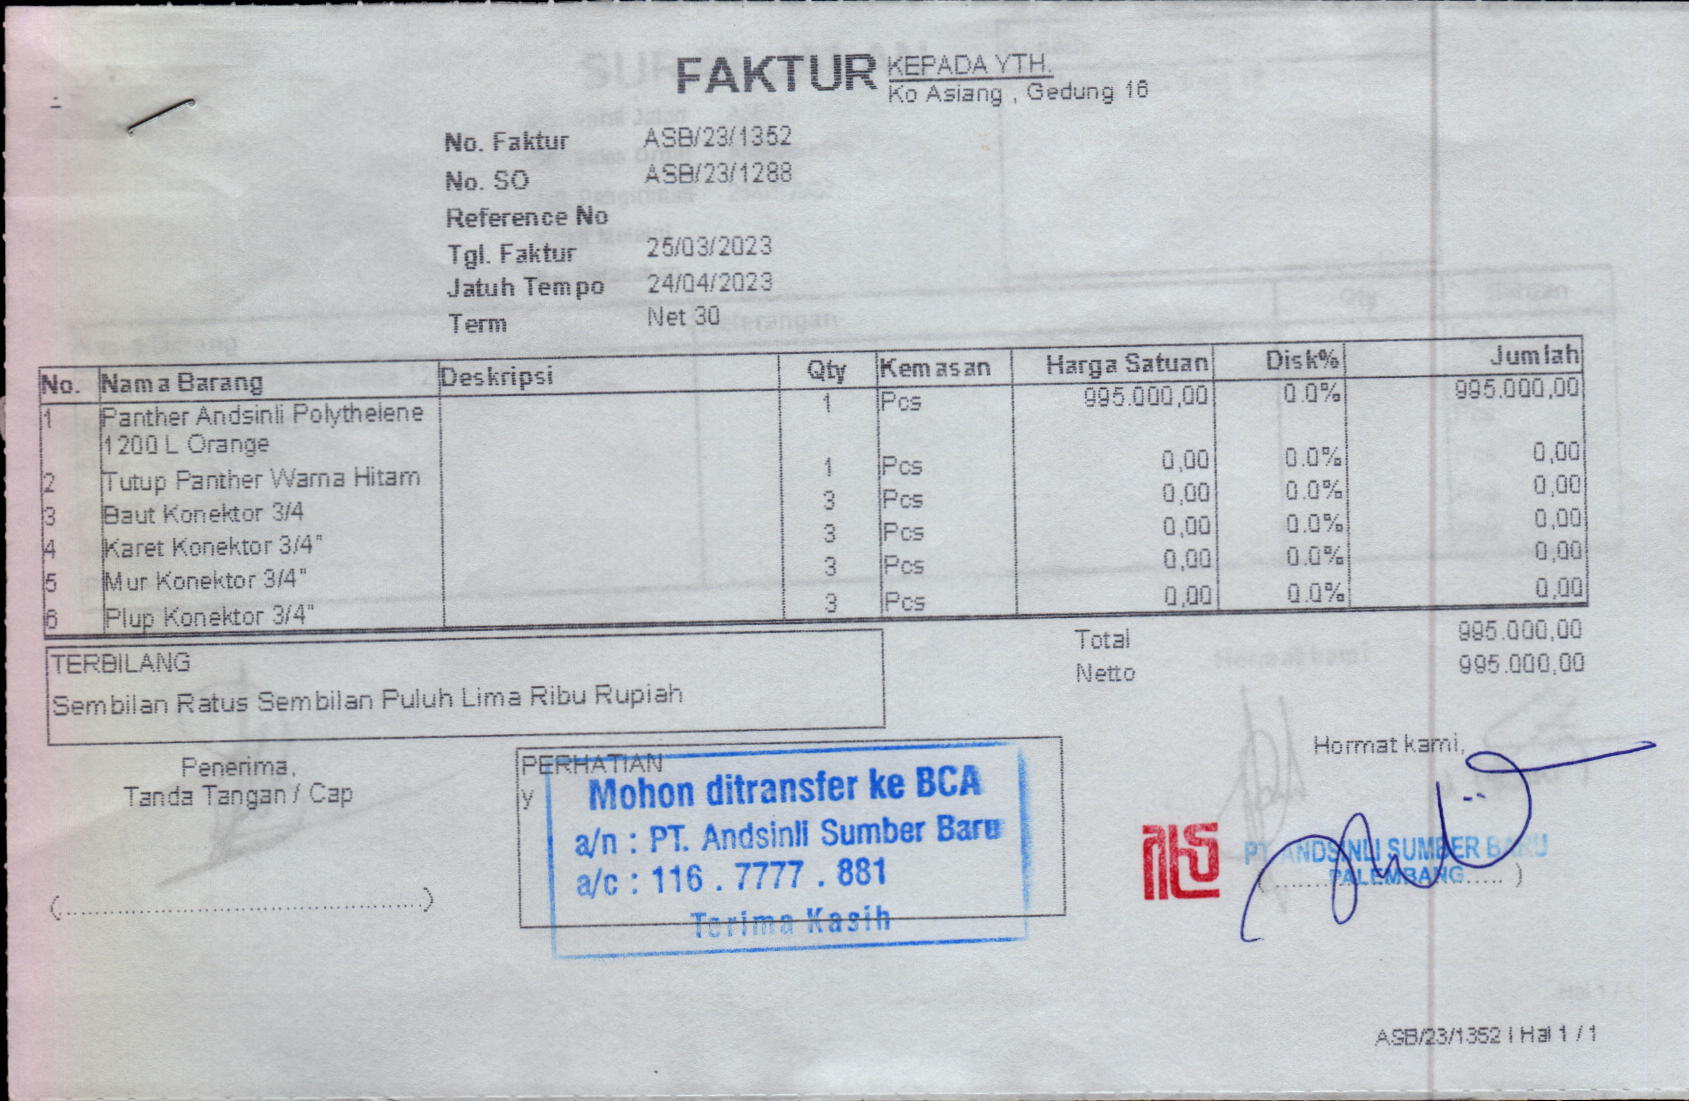 FAKTUR
KEPADA YTH.
Ko Asiang , Gedung 16
No. Faktur ASB/23/1352
No. SO ASB/23/1288
Reference No
Tgl. Faktur 25/03/2023
Jatuh Tempo 24/04/2023
Term Net 30
No. Nama Barang Deskripsi Qty Kemasan Harga Satuan Disk% Jumlah
1 Panther Andsinli Polythelene 1 Pcs 995.000,00 0.0% 995.000,00
1200 L Orange
2 Tutup Panther Warna Hitam 1 Pcs 0,00 0.0% 0,00
3 Baut Konektor 3/4 3 Pcs 0,00 0.0% 0,00
4 Karet Konektor 3/4" 3 Pcs 0,00 0.0% 0,00
5 Mur Konektor 3/4" 3 Pcs 0,00 0.0% 0,00
6 Plup Konektor 3/4" 3 Pcs 0,00 0.0% 0,00
Total 995.000,00
Netto 995.000,00
TERBILANG
Sembilan Ratus Sembilan Puluh Lima Ribu Rupiah
Penerima,
Tanda Tangan / Cap
(..................................................)
PERHATIAN
y
Mohon ditransfer ke BCA
a/n : PT. Andsinli Sumber Baru
a/c : 116 . 7777 . 881
Terima Kasih
Hormat kami,
PT ANDSINLI SUMBER BARU
PALEMBANG
ASB/23/1352 | Hal 1 / 1